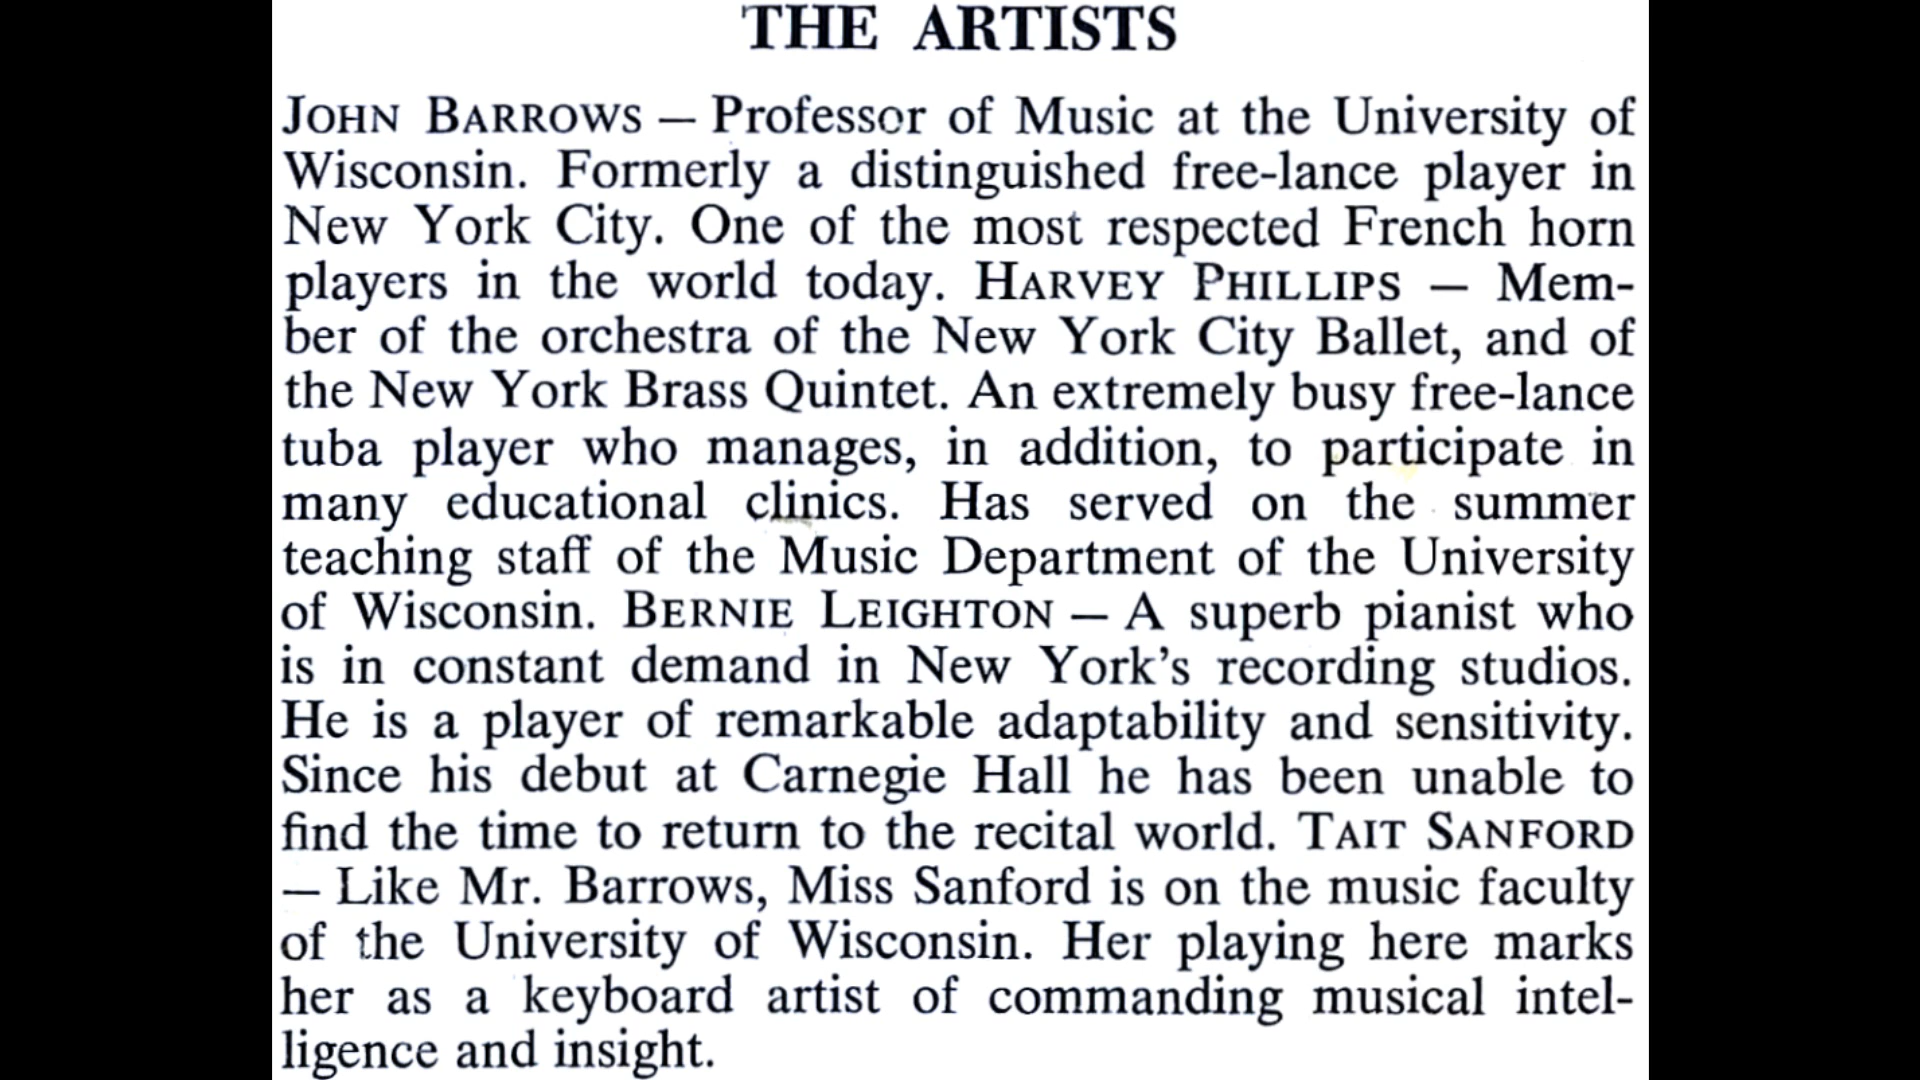 THE ARTISTS
JOHN BARROWS — Professor of Music at the University of
Wisconsin. Formerly a distinguished free-lance player in
New York City. One of the most respected French horn
players in the world today. HARVEY PHILLIPS — Mem-
ber of the orchestra of the New York City Ballet, and of
the New York Brass Quintet. An extremely busy free-lance
tuba player who manages, in addition, to participate in
many educational clinics. Has served on the summer
teaching staff of the Music Department of the University
of Wisconsin. BERNIE LEIGHTON — A superb pianist who
is in constant demand in New York's recording studios.
He is a player of remarkable adaptability and sensitivity.
Since his debut at Carnegie Hall he has been unable to
find the time to return to the recital world. TAIT SANFORD
— Like Mr. Barrows, Miss Sanford is on the music faculty
of the University of Wisconsin. Her playing here marks
her as a keyboard artist of commanding musical intel-
ligence and insight.